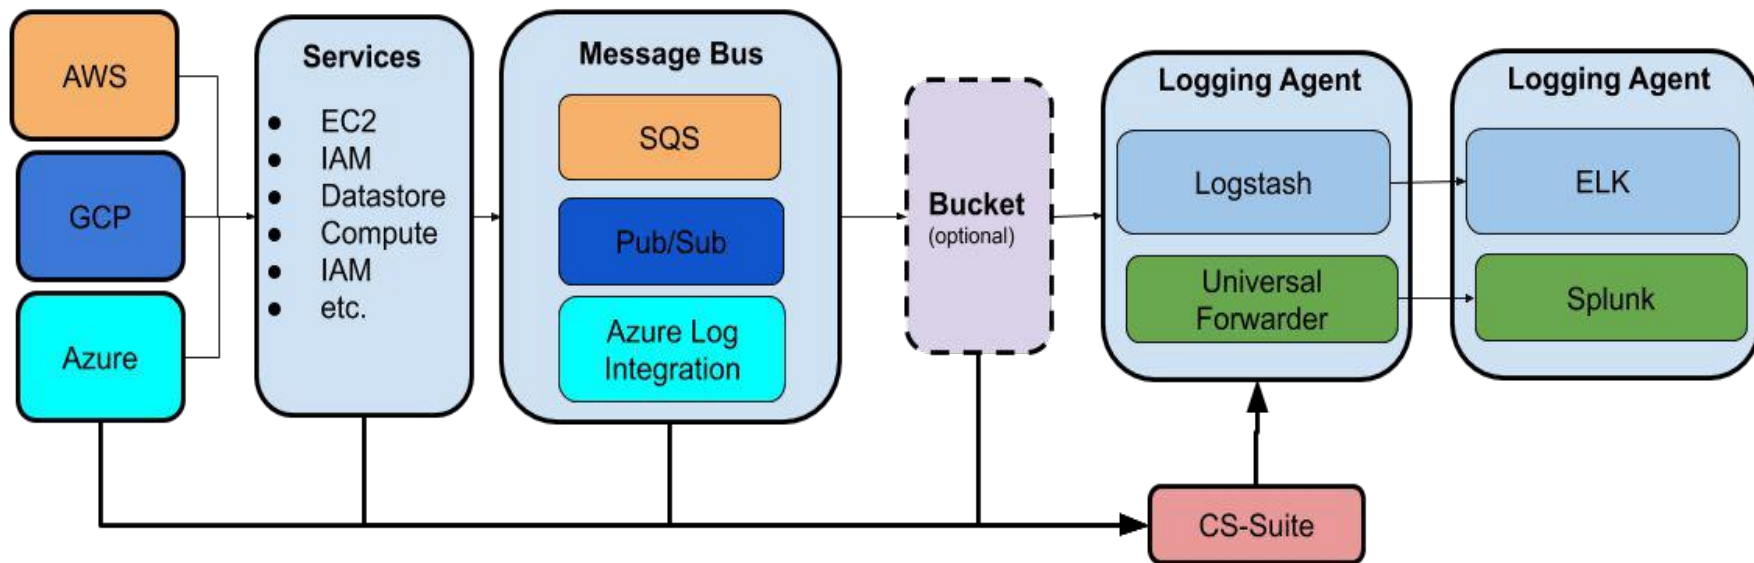 AWS
GCP
Azure
Services
● EC2
● IAM
● Datastore
● Compute
● IAM
● etc.
Message Bus
SQS
Pub/Sub
Azure Log
Integration
Bucket
(optional)
Logging Agent
Logstash
Universal
Forwarder
Logging Agent
ELK
Splunk
CS-Suite